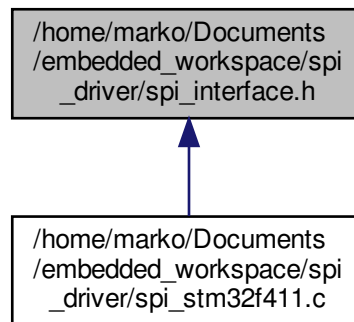 /home/marko/Documents
/embedded_workspace/spi
_driver/spi_interface.h
/home/marko/Documents
/embedded_workspace/spi
_driver/spi_stm32f411.c